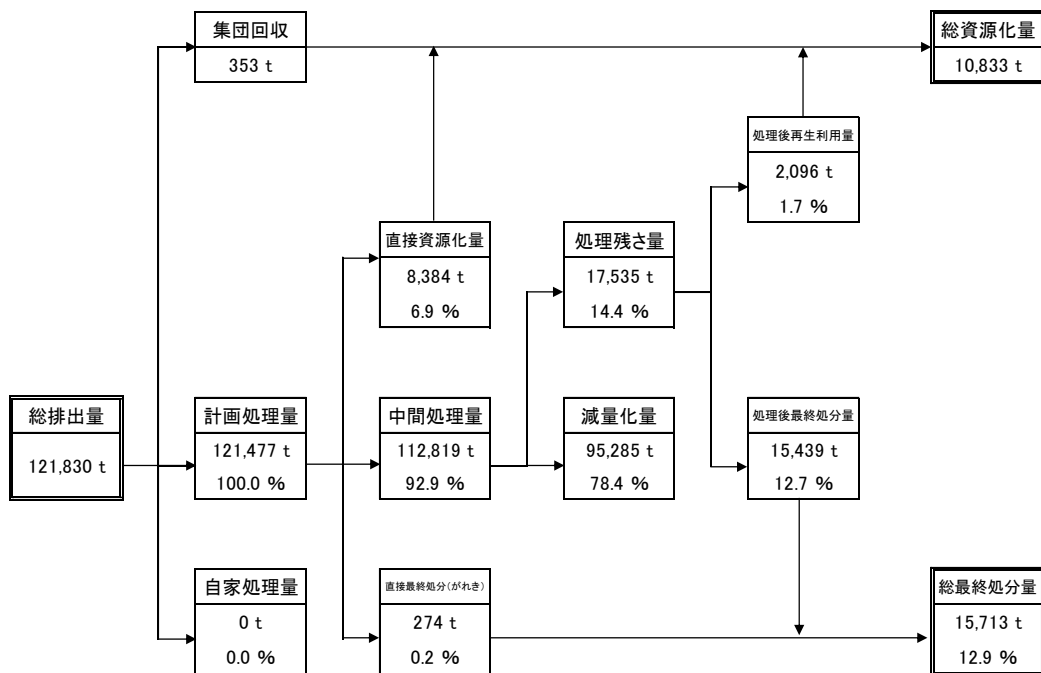 集団回収
353 t
総資源化量
10,833 t
処理後再生利用量
2,096 t
1.7 %
直接資源化量
8,384 t
6.9 %
処理残さ量
17,535 t
14.4 %
総排出量
121,830 t
計画処理量
121,477 t
100.0 %
中間処理量
112,819 t
92.9 %
減量化量
95,285 t
78.4 %
処理後最終処分量
15,439 t
12.7 %
自家処理量
0 t
0.0 %
直接最終処分(がれき)
274 t
0.2 %
総最終処分量
15,713 t
12.9 %